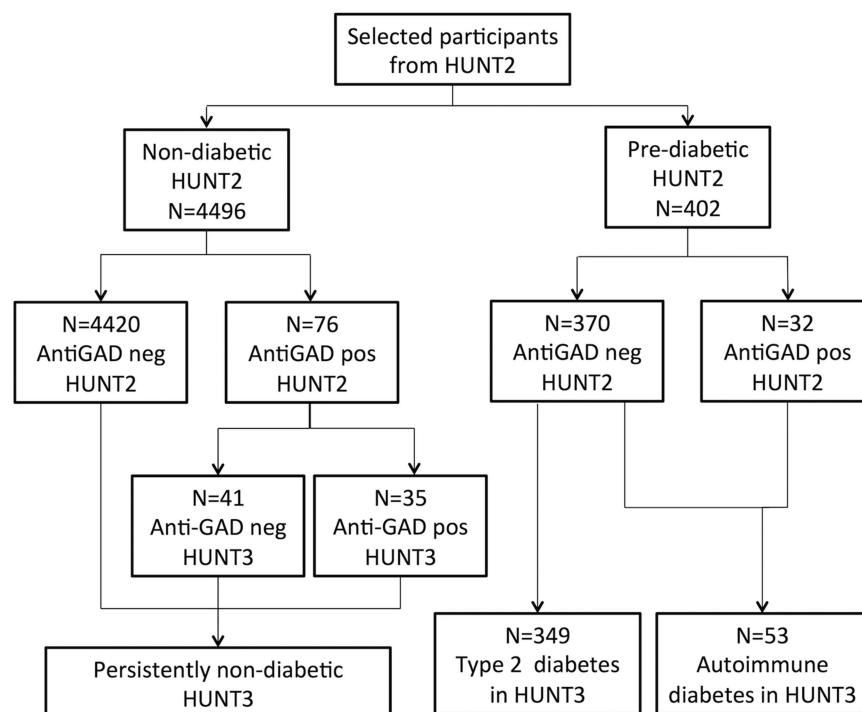 Selected participants
from HUNT2
Non-diabetic
HUNT2
N=4496
Pre-diabetic
HUNT2
N=402
N=4420
AntiGAD neg
HUNT2
N=76
AntiGAD pos
HUNT2
N=370
AntiGAD neg
HUNT2
N=32
AntiGAD pos
HUNT2
N=41
Anti-GAD neg
HUNT3
N=35
Anti-GAD pos
HUNT3
Persistently non-diabetic
HUNT3
N=349
Type 2 diabetes
in HUNT3
N=53
Autoimmune
diabetes in HUNT3